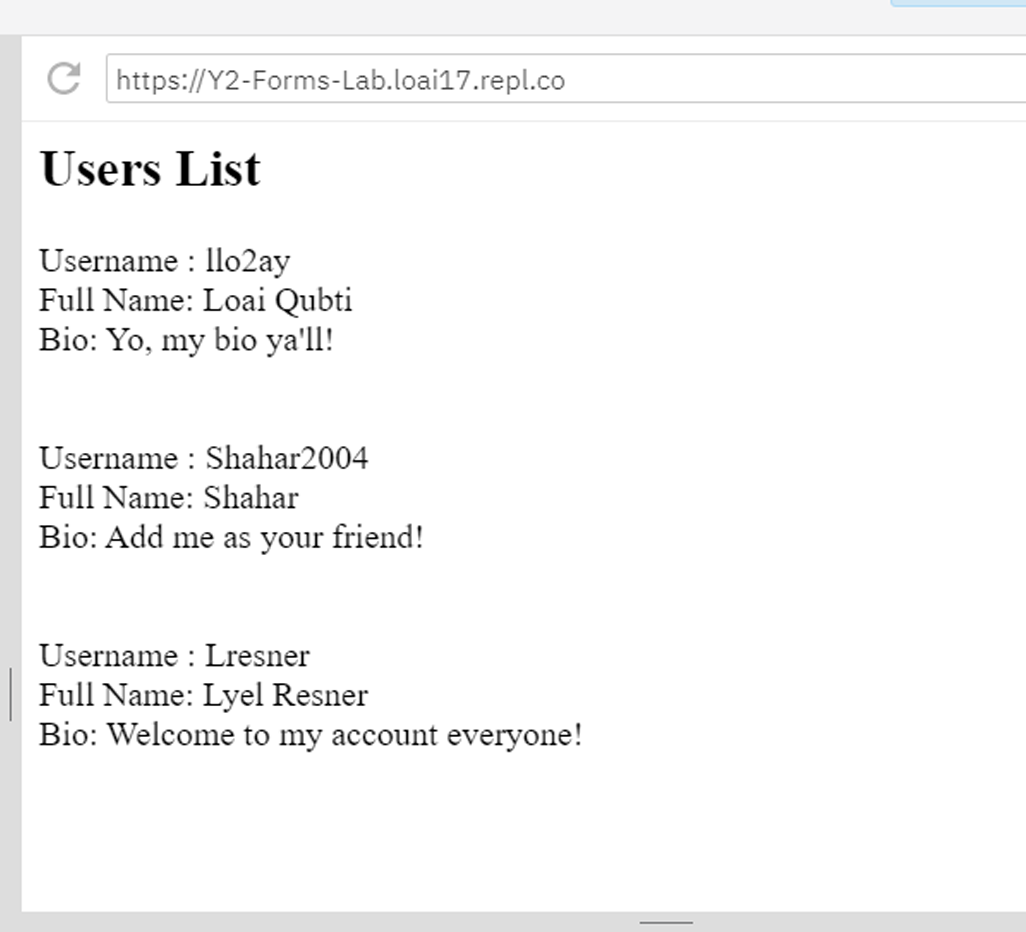 https://Y2-Forms-Lab.loai17.repl.co
Users List
Username : llo2ay
Full Name: Loai Qubti
Bio: Yo, my bio ya'll!
Username : Shahar2004
Full Name: Shahar
Bio: Add me as your friend!
Username : Lresner
Full Name: Lyel Resner
Bio: Welcome to my account everyone!